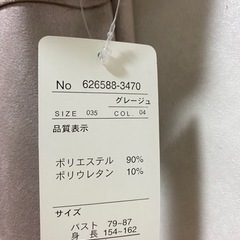 No 626588-3470
グレージュ
SIZE 035 COL. 04
品質表示
ポリエステル 90%
ポリウレタン 10%
サイズ
バスト 79-87
身長 154-162